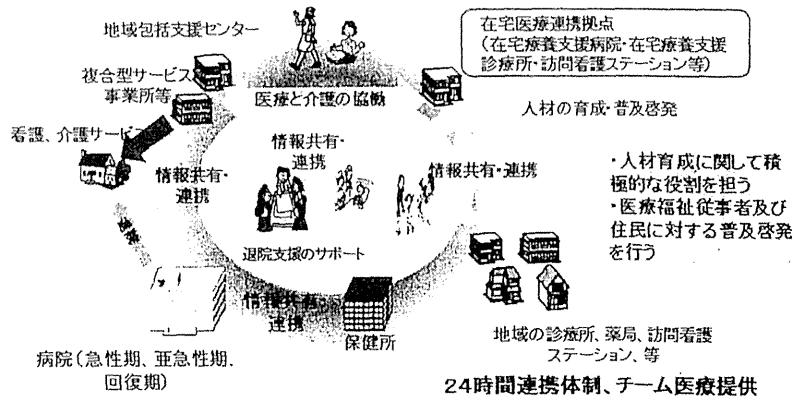 地域包括支援センター
在宅医療連携拠点
(在宅療養支援病院・在宅療養支援
診療所・訪問看護ステーション等)
複合型サービス
事業所等
医療と介護の協働
人材の育成・普及啓発
看護、介護サービス
情報共有・
連携
情報共有・
連携
情報共有・連携
・人材育成に関して積
極的な役割を担う
・医療福祉従事者及び
住民に対する普及啓発
を行う
連携
退院支援のサポート
情報共有・
連携
保健所
病院(急性期、亜急性期、
回復期)
地域の診療所、薬局、訪問看護
ステーション、等
24時間連携体制、チーム医療提供